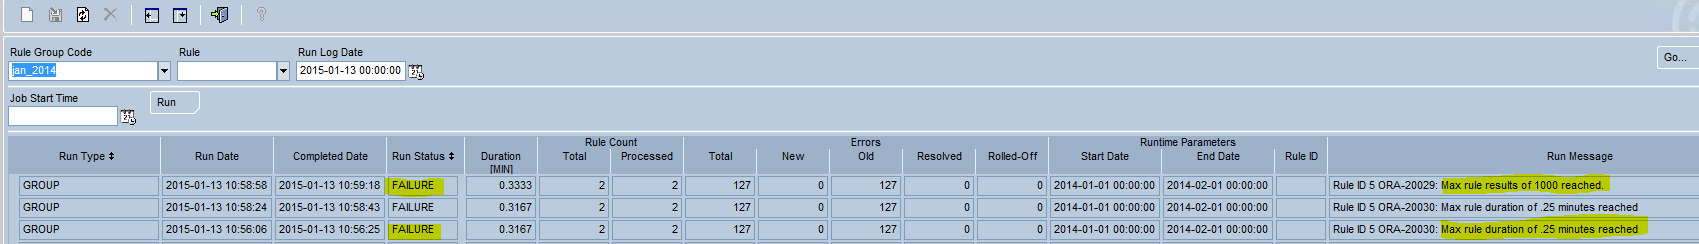 Rule Group Code Rule Run Log Date
jan_2014 2015-01-13 00:00:00 Go...
Job Start Time
Run
Rule Count Errors Runtime Parameters
Run Type Run Date Completed Date Run Status Duration Total Processed Total New Old Resolved Rolled-Off Start Date End Date Rule ID Run Message
[MIN]
GROUP 2015-01-13 10:58:58 2015-01-13 10:59:18 FAILURE 0.3333 2 2 127 0 127 0 0 2014-01-01 00:00:00 2014-02-01 00:00:00 Rule ID 5 ORA-20029: Max rule results of 1000 reached.
GROUP 2015-01-13 10:58:24 2015-01-13 10:58:43 FAILURE 0.3167 2 2 127 0 127 0 0 2014-01-01 00:00:00 2014-02-01 00:00:00 Rule ID 5 ORA-20030: Max rule duration of .25 minutes reached
GROUP 2015-01-13 10:56:06 2015-01-13 10:56:25 FAILURE 0.3167 2 2 127 0 127 0 0 2014-01-01 00:00:00 2014-02-01 00:00:00 Rule ID 5 ORA-20030: Max rule duration of .25 minutes reached